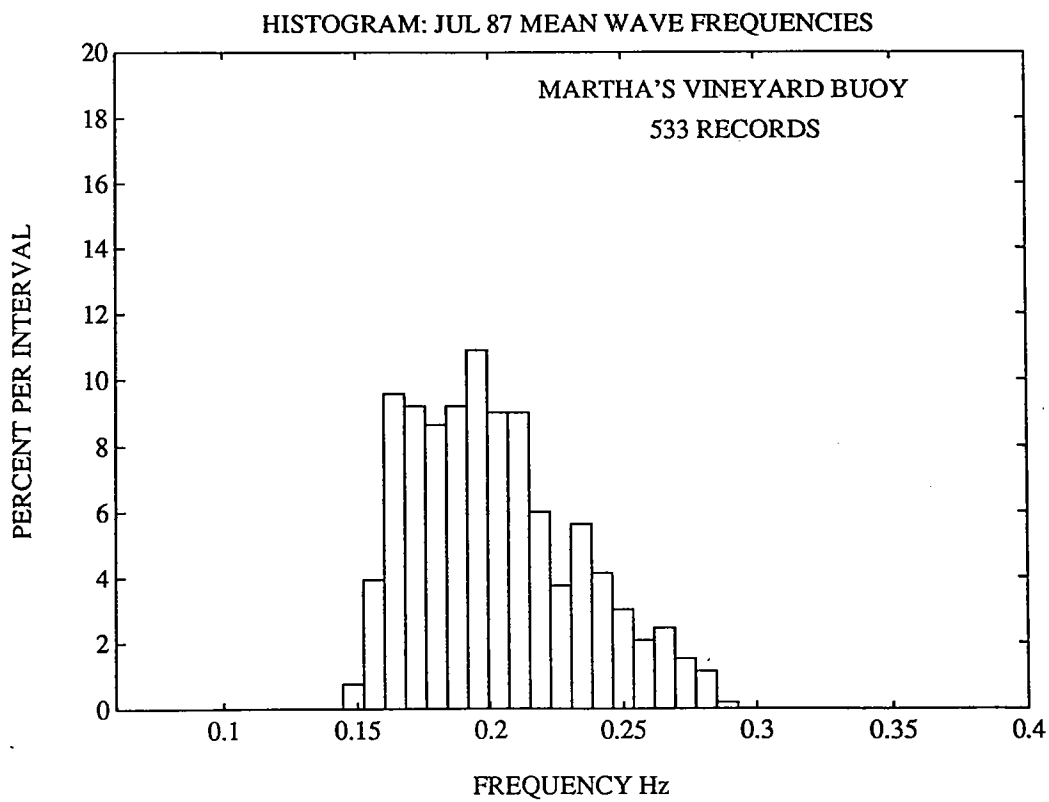 HISTOGRAM: JUL 87 MEAN WAVE FREQUENCIES
MARTHA'S VINEYARD BUOY
533 RECORDS
PERCENT PER INTERVAL
20
18
16
14
12
10
8
6
4
2
0
0.1 0.15 0.2 0.25 0.3 0.35 0.4
FREQUENCY Hz